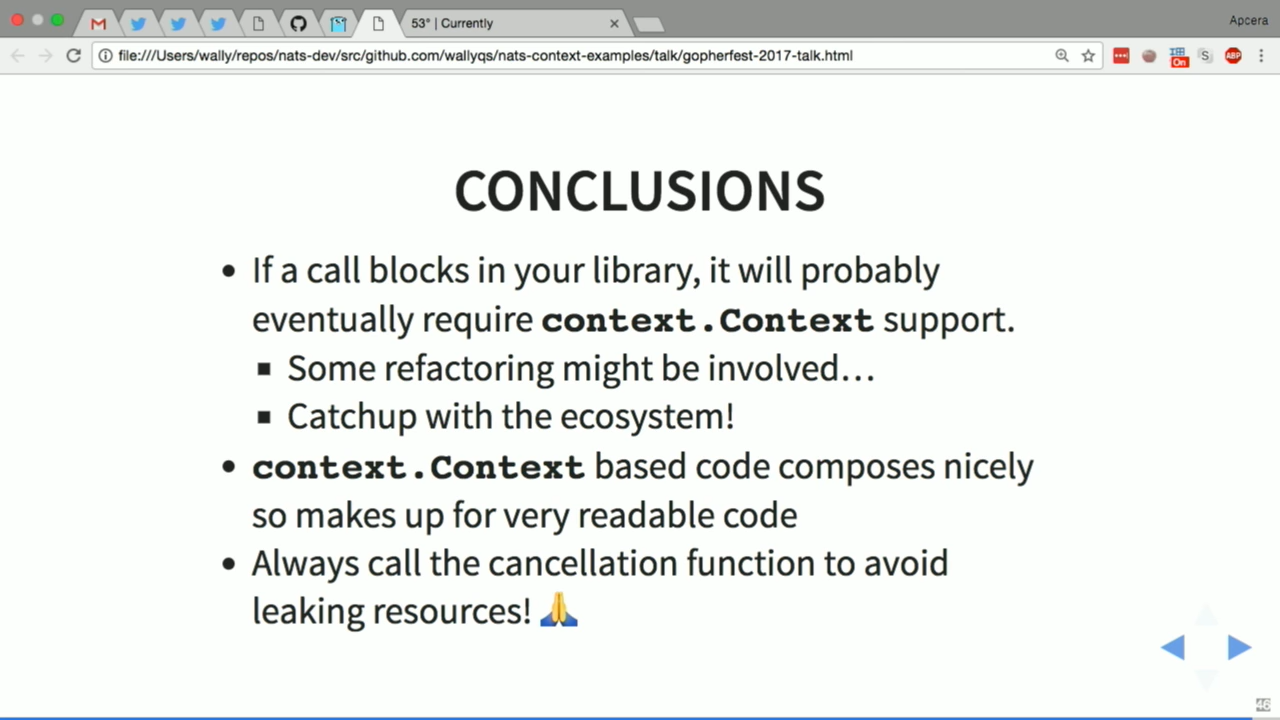 53° | Currently
Apcera
file:///Users/wally/repos/nats-dev/src/github.com/wallyqs/nats-context-examples/talk/gopherfest-2017-talk.html
On
S
ABP
CONCLUSIONS
If a call blocks in your library, it will probably
eventually require context.Context support.
Some refactoring might be involved…
Catchup with the ecosystem!
context.Context based code composes nicely
so makes up for very readable code
Always call the cancellation function to avoid
leaking resources! 🙏
46